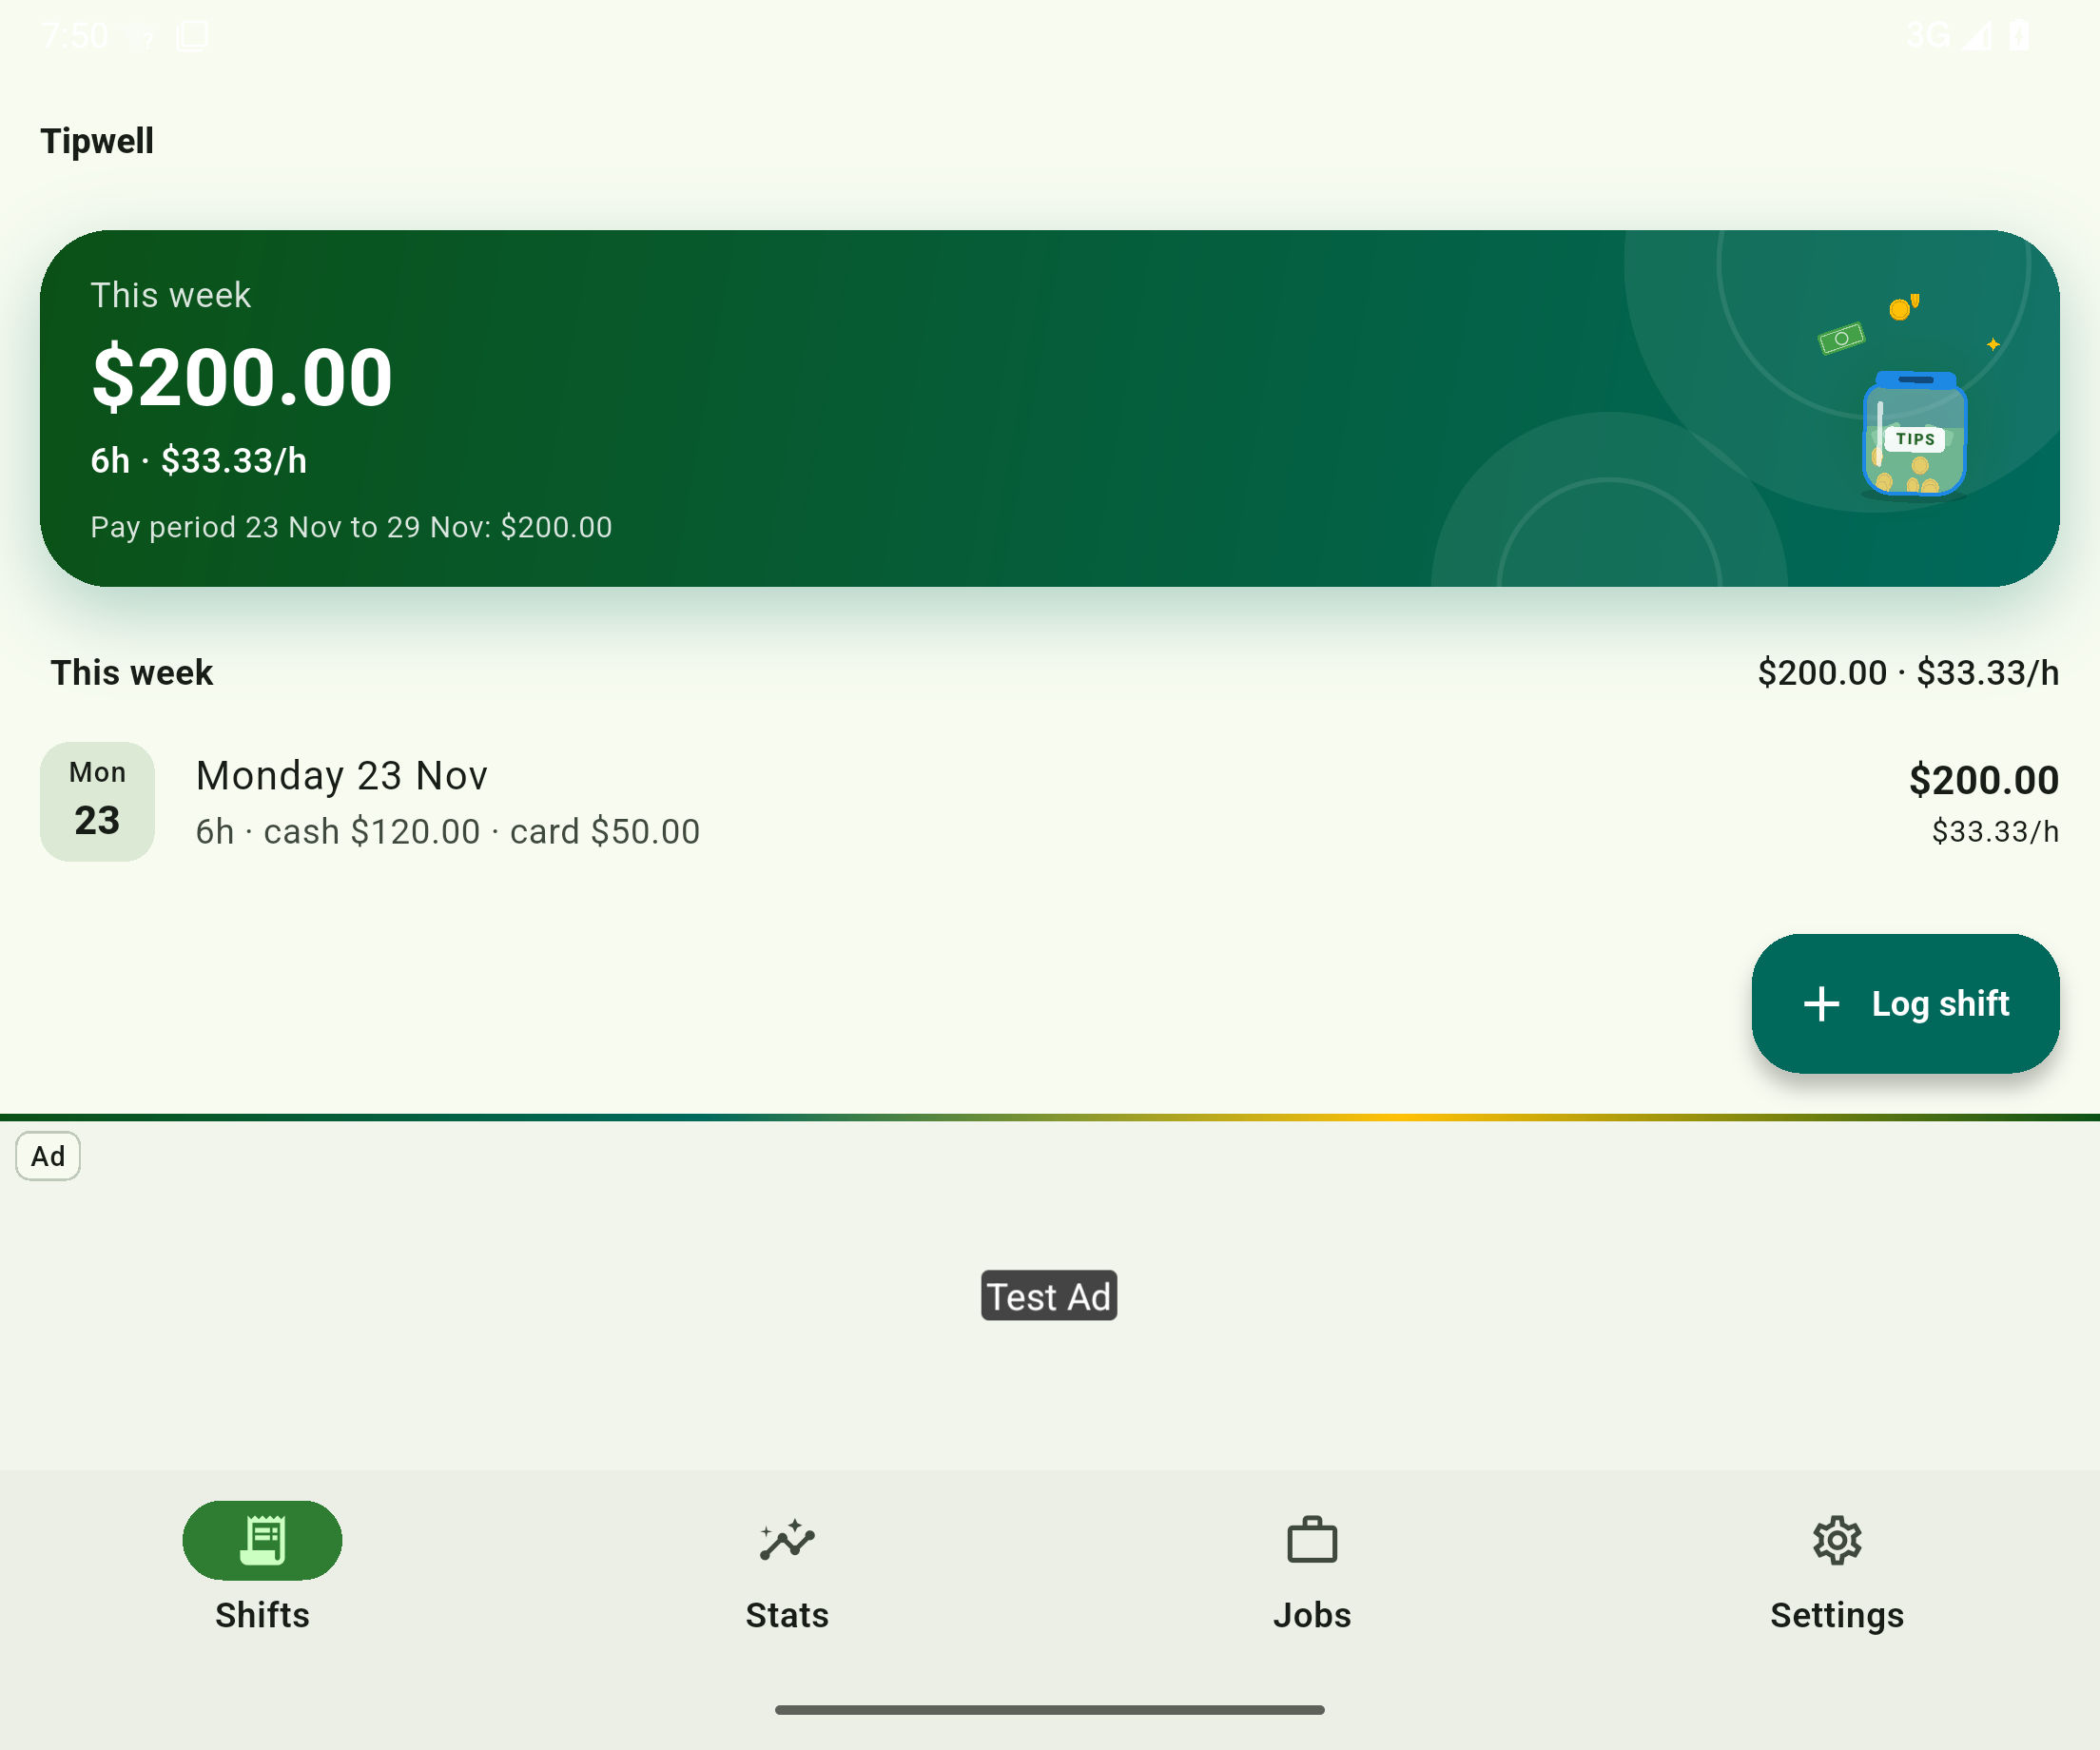 7:50
3G
Tipwell
This week
$200.00
6h · $33.33/h
Pay period 23 Nov to 29 Nov: $200.00
TIPS
This week
$200.00 · $33.33/h
Mon
23
Monday 23 Nov
6h · cash $120.00 · card $50.00
$200.00
$33.33/h
Log shift
Ad
Test Ad
Shifts
Stats
Jobs
Settings